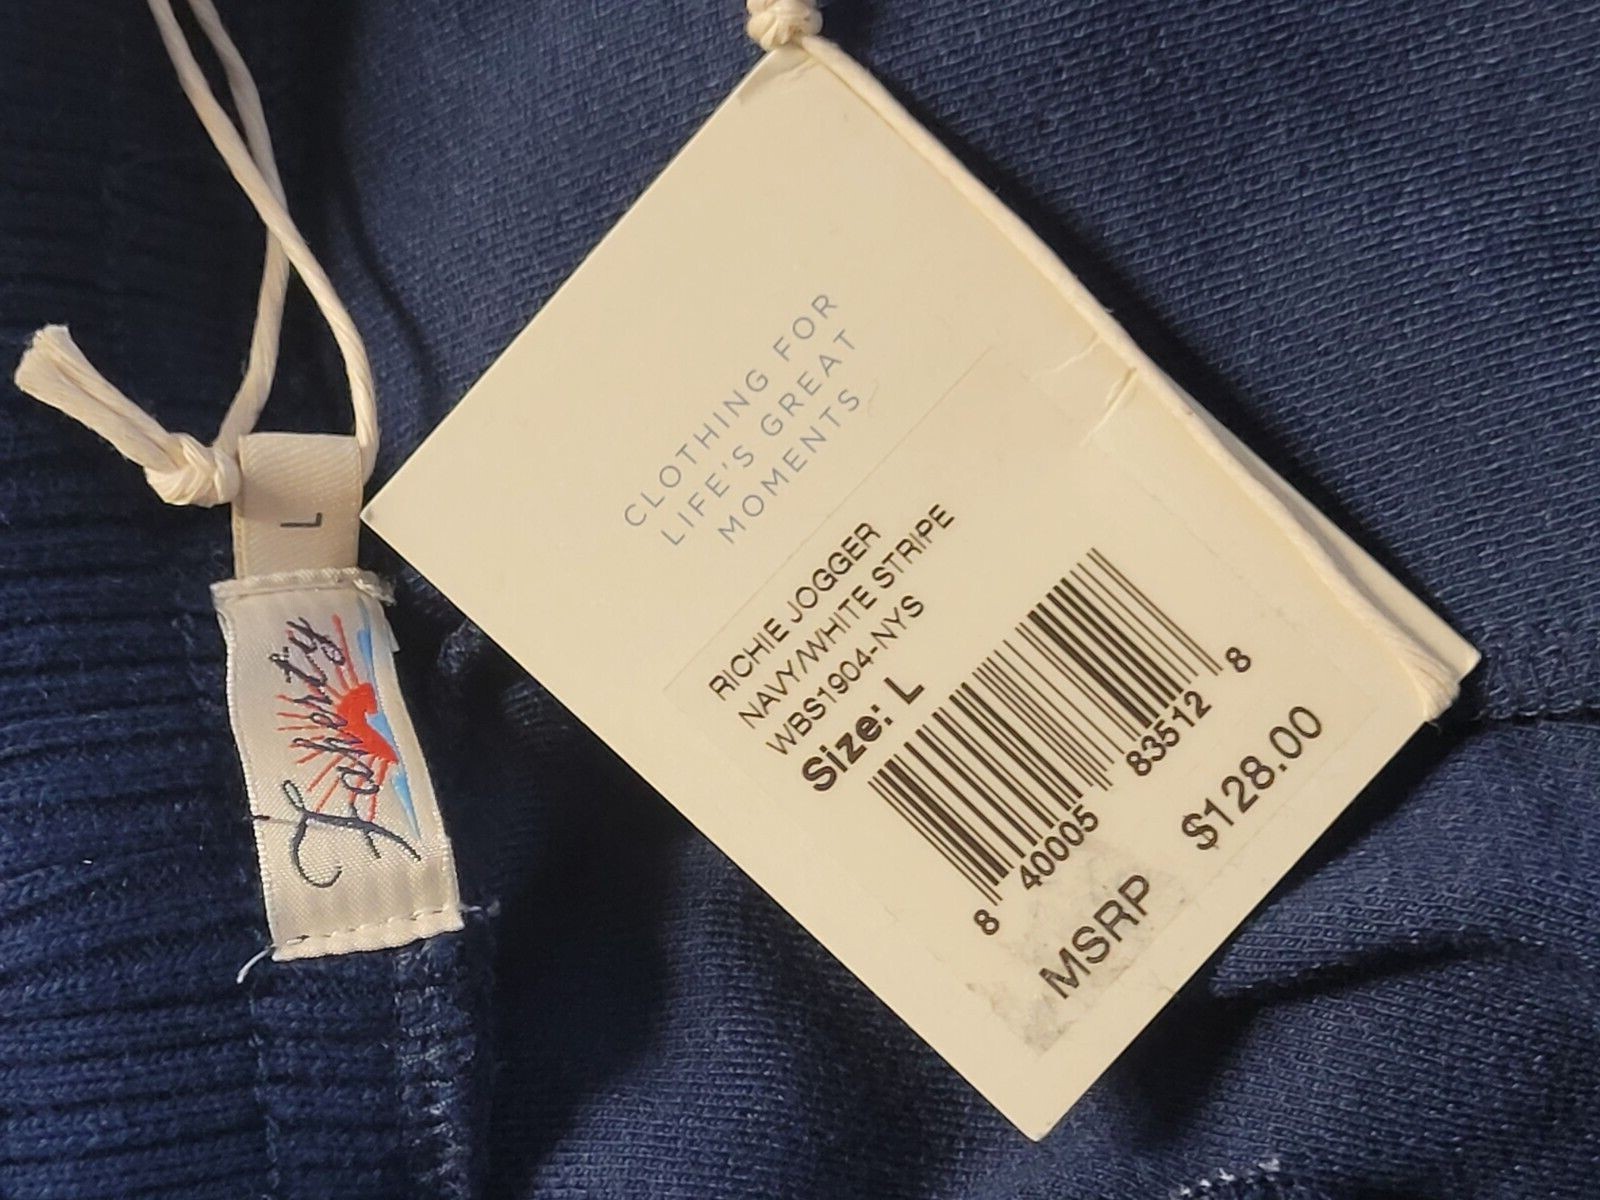 CLOTHING FOR
LIFE'S GREAT
MOMENTS
RICHIE JOGGER
NAVY/WHITE STRIPE
WBS1904-NYS
Size: L
8 40005 83512 8
MSRP $128.00
L
Faherty